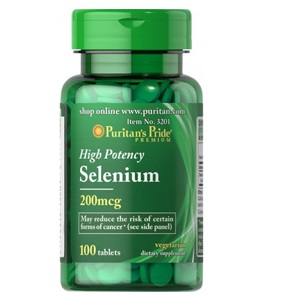 shop online www.puritan.com
Item No. 3201
Puritan's Pride®
PREMIUM
High Potency
Selenium
200mcg
May reduce the risk of certain
forms of cancer* (see side panel)
vegetarian
100 tablets
dietary supplement